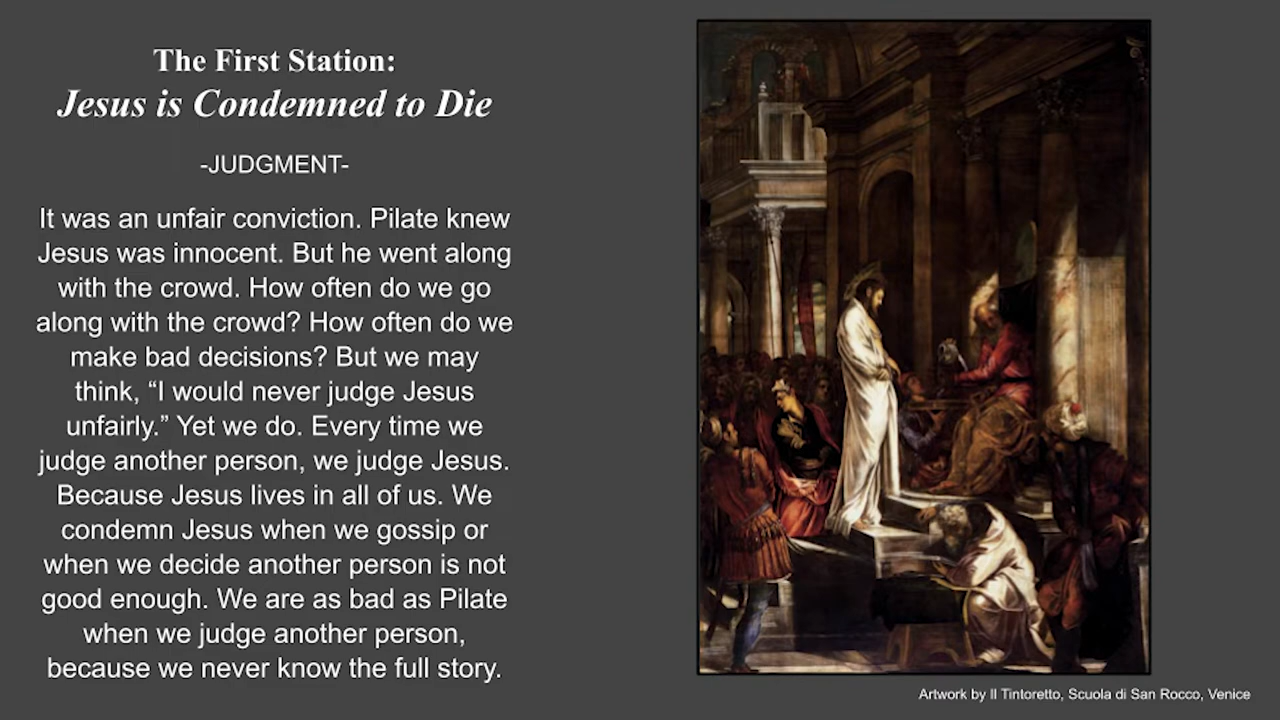 The First Station:
Jesus is Condemned to Die
-JUDGMENT-
It was an unfair conviction. Pilate knew
Jesus was innocent. But he went along
with the crowd. How often do we go
along with the crowd? How often do we
make bad decisions? But we may
think, “I would never judge Jesus
unfairly.” Yet we do. Every time we
judge another person, we judge Jesus.
Because Jesus lives in all of us. We
condemn Jesus when we gossip or
when we decide another person is not
good enough. We are as bad as Pilate
when we judge another person,
because we never know the full story.
Artwork by Il Tintoretto, Scuola di San Rocco, Venice